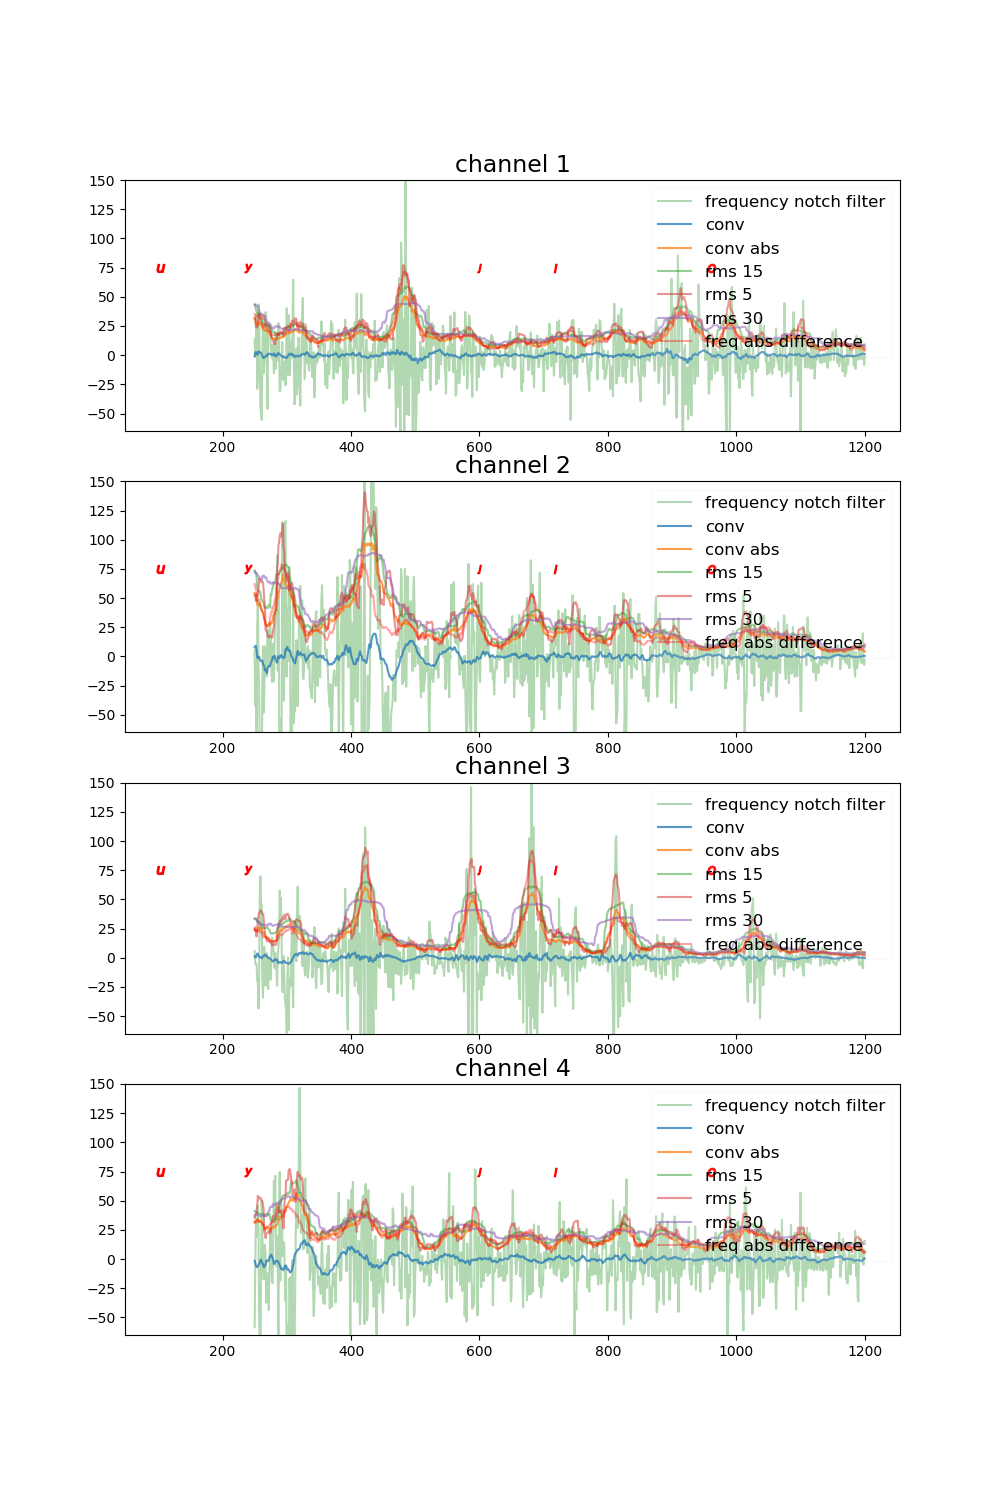 channel 1
150
125
100
75
50
25
0
−25
−50
u y J l o
frequency notch filter
conv
conv abs
rms 15
rms 5
rms 30
freq abs difference
200 400 600 800 1000 1200
channel 2
150
125
100
75
50
25
0
−25
−50
u y J l o
frequency notch filter
conv
conv abs
rms 15
rms 5
rms 30
freq abs difference
200 400 600 800 1000 1200
channel 3
150
125
100
75
50
25
0
−25
−50
u y J l o
frequency notch filter
conv
conv abs
rms 15
rms 5
rms 30
freq abs difference
200 400 600 800 1000 1200
channel 4
150
125
100
75
50
25
0
−25
−50
u y J l o
frequency notch filter
conv
conv abs
rms 15
rms 5
rms 30
freq abs difference
200 400 600 800 1000 1200